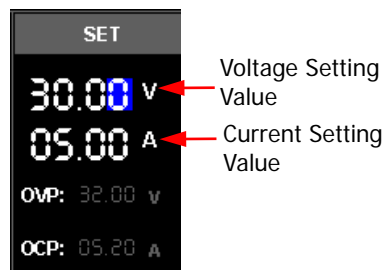 SET
30.00 V
Voltage Setting
Value
05.00 A
Current Setting
Value
OVP: 32.00 V
OCP: 05.20 A